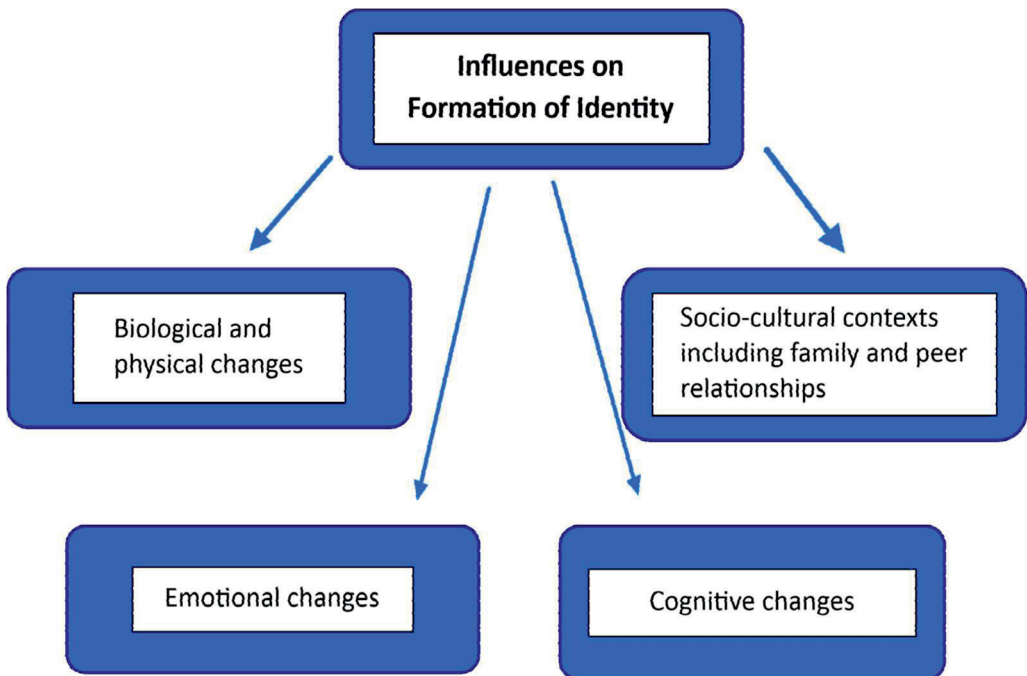 Influences on
Formation of Identity
Biological and
physical changes
Socio-cultural contexts
including family and peer
relationships
Emotional changes
Cognitive changes